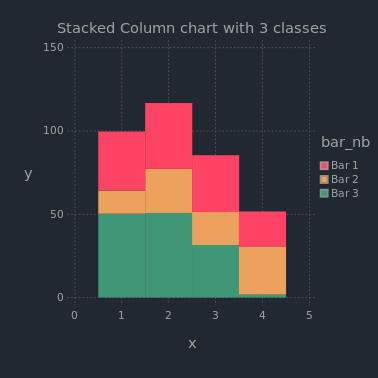 Stacked Column chart with 3 classes
150
100
50
0
y
0 1 2 3 4 5
x
bar_nb
Bar 1
Bar 2
Bar 3